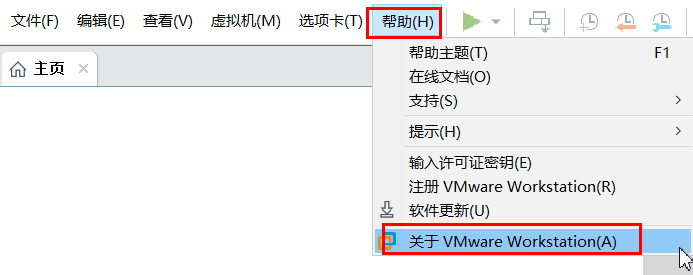 文件(F) 编辑(E) 查看(V) 虚拟机(M) 选项卡(T) 帮助(H)
主页
帮助主题(T) F1
在线文档(O)
支持(S)
提示(H)
输入许可证密钥(E)
注册 VMware Workstation(R)
软件更新(U)
关于 VMware Workstation(A)